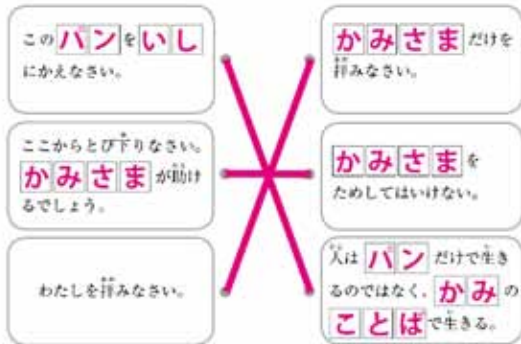 このパンをいし
にかえなさい。
ここからとび下りなさい。
かみさまが助け
るでしょう。
わたしを拝みなさい。
かみさまだけを
拝みなさい。
かみさまを
ためしてはいけない。
人はパンだけで生き
るのではなく、かみの
ことばで生きる。